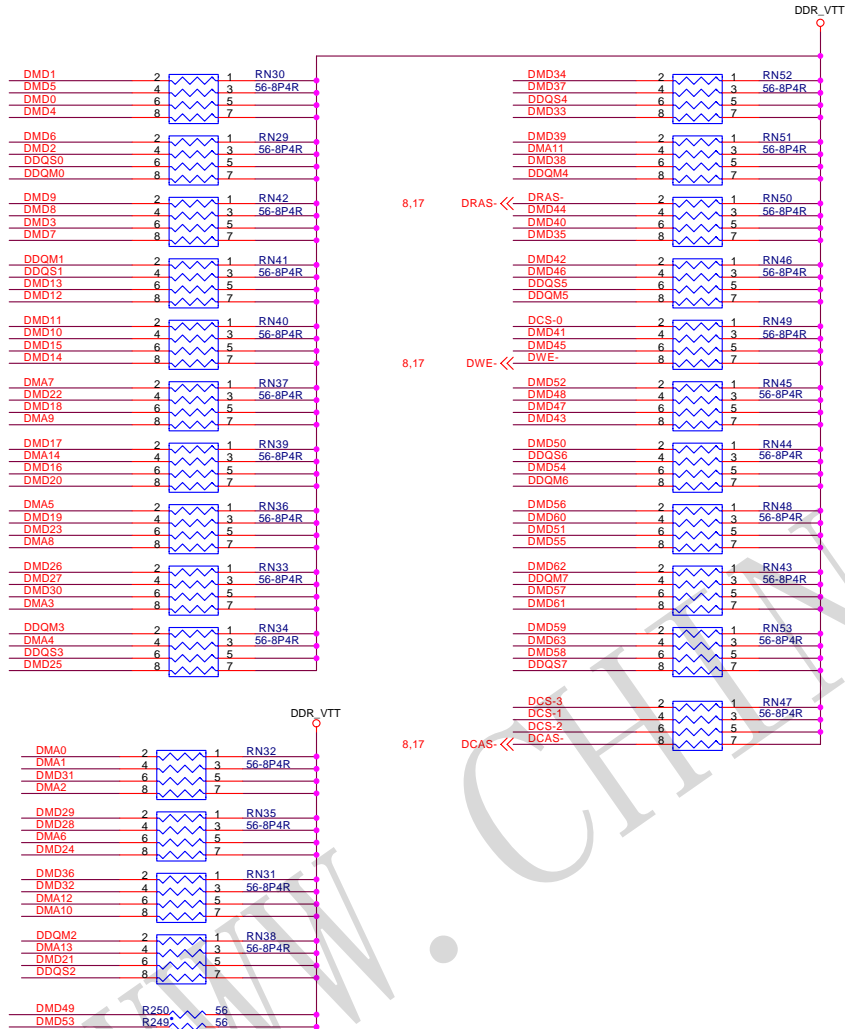 DDR_VTT
DMD1 2 1 RN30
DMD5 4 3 56-8P4R
DMD0 6 5
DMD4 8 7
DMD6 2 1 RN29
DMD2 4 3 56-8P4R
DDQS0 6 5
DDQM0 8 7
DMD9 2 1 RN42
DMD8 4 3 56-8P4R
DMD3 6 5
DMD7 8 7
DDQM1 2 1 RN41
DDQS1 4 3 56-8P4R
DMD13 6 5
DMD12 8 7
DMD11 2 1 RN40
DMD10 4 3 56-8P4R
DMD15 6 5
DMD14 8 7
DMA7 2 1 RN37
DMD22 4 3 56-8P4R
DMD18 6 5
DMA9 8 7
DMD17 2 1 RN39
DMA14 4 3 56-8P4R
DMD16 6 5
DMD20 8 7
DMA5 2 1 RN36
DMD19 4 3 56-8P4R
DMD23 6 5
DMA8 8 7
DMD26 2 1 RN33
DMD27 4 3 56-8P4R
DMD30 6 5
DMA3 8 7
DDQM3 2 1 RN34
DMA4 4 3 56-8P4R
DDQS3 6 5
DMD25 8 7
DDR_VTT
DMA0 2 1 RN32
DMA1 4 3 56-8P4R
DMD31 6 5
DMA2 8 7
DMD29 2 1 RN35
DMD28 4 3 56-8P4R
DMA6 6 5
DMD24 8 7
DMD36 2 1 RN31
DMD32 4 3 56-8P4R
DMA12 6 5
DMA10 8 7
DDQM2 2 1 RN38
DMA13 4 3 56-8P4R
DMD21 6 5
DDQS2 8 7
DMD49 R250 56
DMD53 R249 56
DMD34 2 1 RN52
DMD37 4 3 56-8P4R
DDQS4 6 5
DMD33 8 7
DMD39 2 1 RN51
DMA11 4 3 56-8P4R
DMD38 6 5
DDQM4 8 7
8,17 DRAS- DRAS- 2 1 RN50
DMD44 4 3 56-8P4R
DMD40 6 5
DMD35 8 7
DMD42 2 1 RN46
DMD46 4 3 56-8P4R
DDQS5 6 5
DDQM5 8 7
DCS-0 2 1 RN49
DMD41 4 3 56-8P4R
DMD45 6 5
8,17 DWE- DWE- 8 7
DMD52 2 1 RN45
DMD48 4 3 56-8P4R
DMD47 6 5
DMD43 8 7
DMD50 2 1 RN44
DDQS6 4 3 56-8P4R
DMD54 6 5
DDQM6 8 7
DMD56 2 1 RN48
DMD60 4 3 56-8P4R
DMD51 6 5
DMD55 8 7
DMD62 2 1 RN43
DDQM7 4 3 56-8P4R
DMD57 6 5
DMD61 8 7
DMD59 2 1 RN53
DMD63 4 3 56-8P4R
DMD58 6 5
DDQS7 8 7
DCS-3 2 1 RN47
DCS-1 4 3 56-8P4R
DCS-2 6 5
8,17 DCAS- DCAS- 8 7
WWW.CHIN